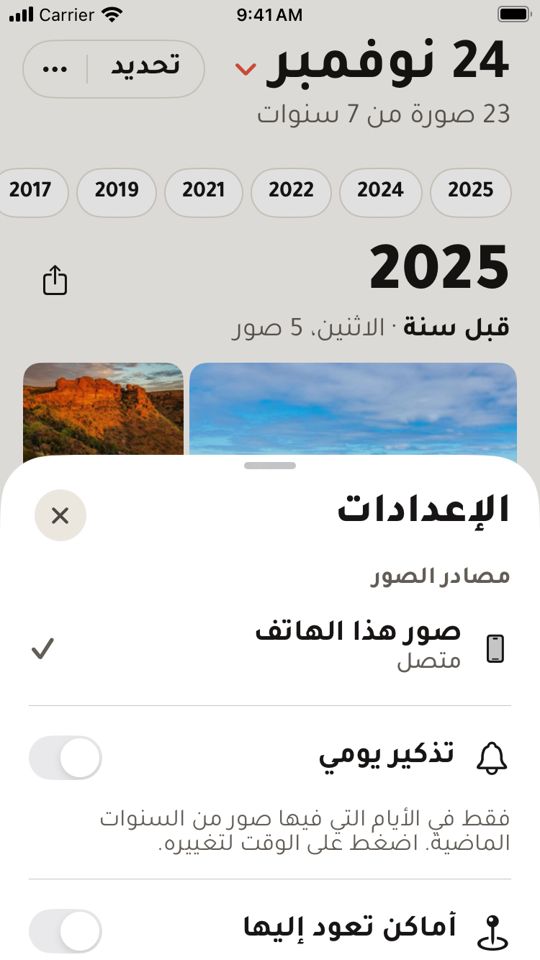 Carrier
9:41 AM
24 نوفمبر
تحديد
23 صورة من 7 سنوات
2025
2024
2022
2021
2019
2017
2025
قبل سنة · الاثنين، 5 صور
الإعدادات
مصادر الصور
صور هذا الهاتف
متصل
تذكير يومي
فقط في الأيام التي فيها صور من السنوات
الماضية. اضغط على الوقت لتغييره.
أماكن تعود إليها